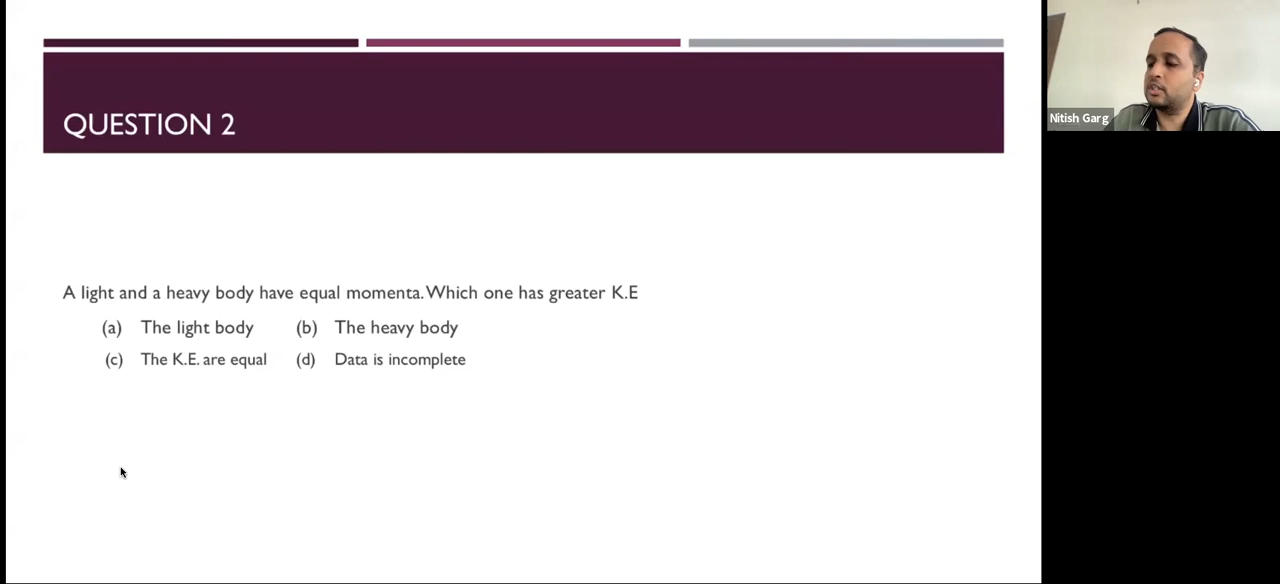 QUESTION 2
A light and a heavy body have equal momenta. Which one has greater K.E
(a) The light body (b) The heavy body
(c) The K.E. are equal (d) Data is incomplete
Nitish Garg